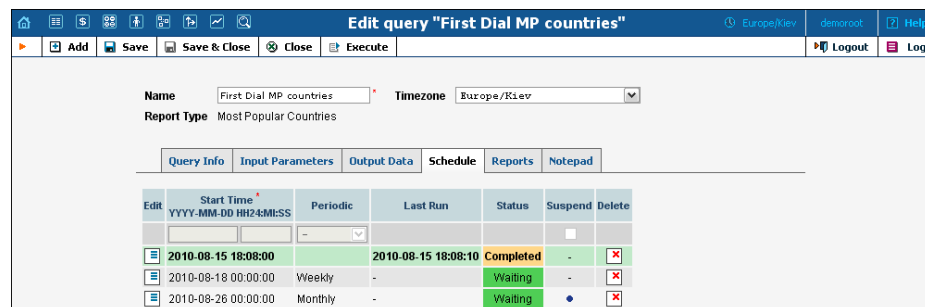 Edit query "First Dial MP countries" Europe/Kiev demoroot ? Help
Add Save Save & Close Close Execute Logout Log
Name First Dial MP countries * Timezone Europe/Kiev
Report Type Most Popular Countries
Query Info Input Parameters Output Data Schedule Reports Notepad
Edit Start Time * YYYY-MM-DD HH24:MI:SS Periodic Last Run Status Suspend Delete
-
2010-08-15 18:08:00 2010-08-15 18:08:10 Completed -
2010-08-18 00:00:00 Weekly - Waiting -
2010-08-26 00:00:00 Monthly - Waiting